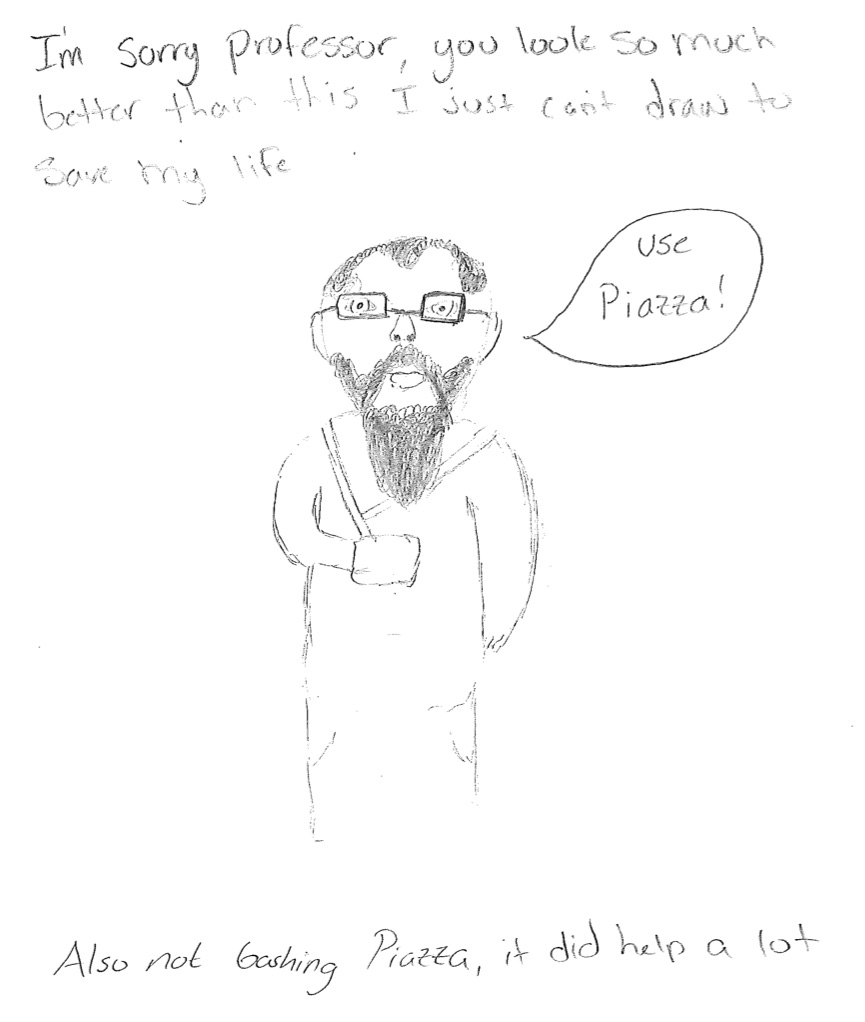 I'm sorry professor, you look so much
better than this I just can't draw to
save my life
use
Piazza!
Also not bashing Piazza, it did help a lot